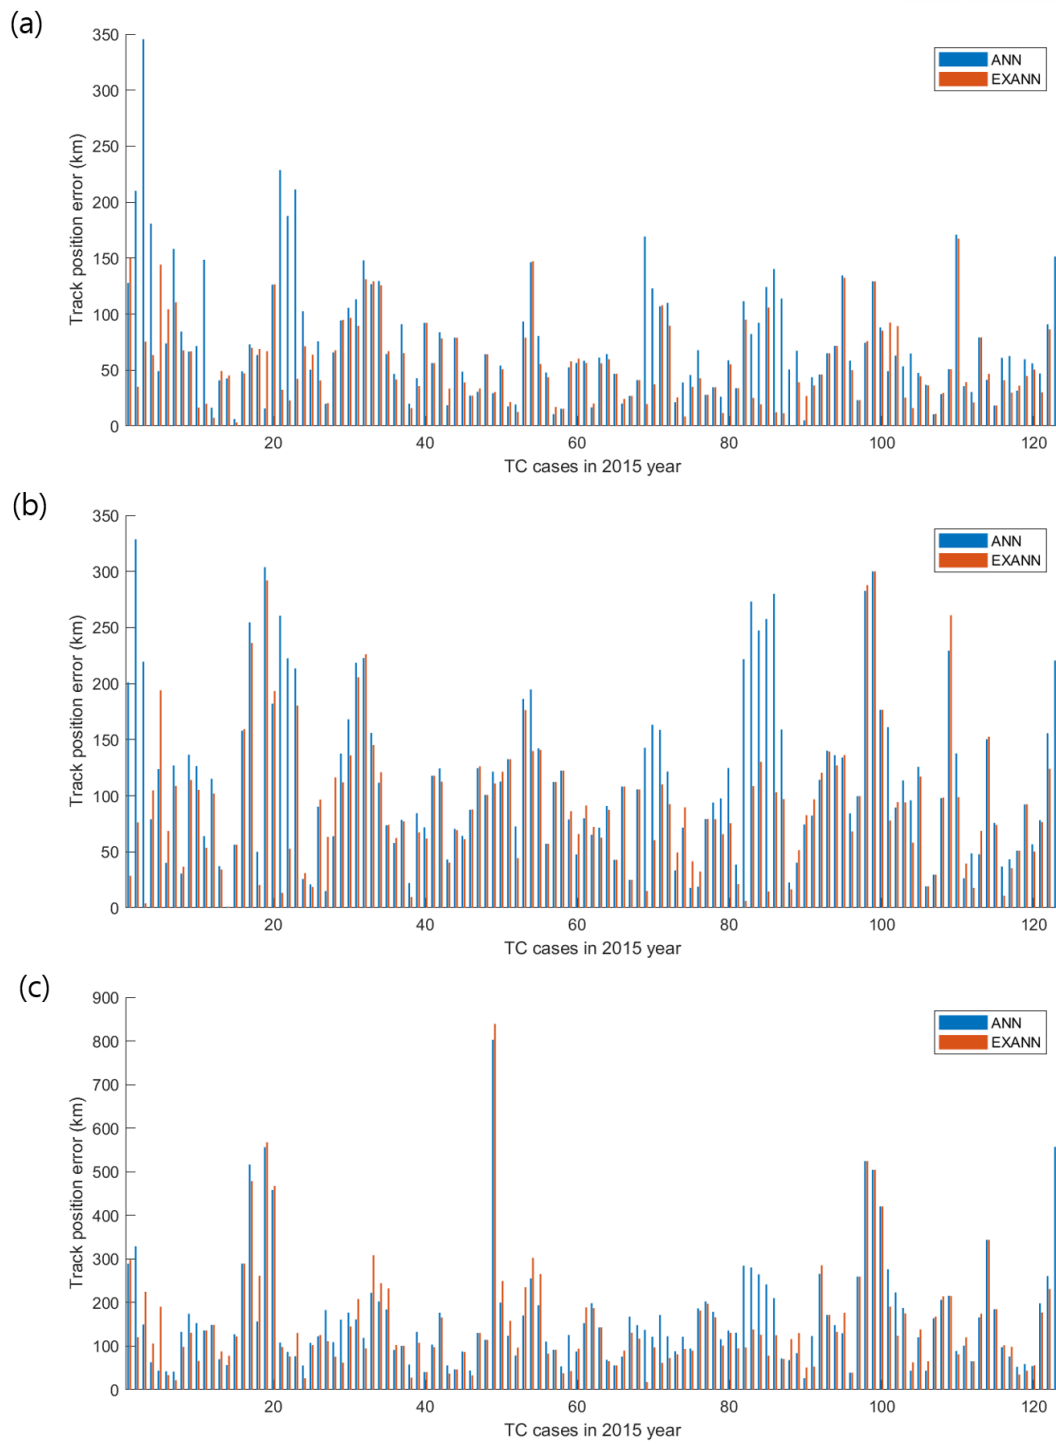 (a)
350
300
250
200
150
100
50
0
Track position error (km)
ANN
EXANN
20
40
60
80
100
120
TC cases in 2015 year
(b)
350
300
250
200
150
100
50
0
Track position error (km)
ANN
EXANN
20
40
60
80
100
120
TC cases in 2015 year
(c)
900
800
700
600
500
400
300
200
100
0
Track position error (km)
ANN
EXANN
20
40
60
80
100
120
TC cases in 2015 year